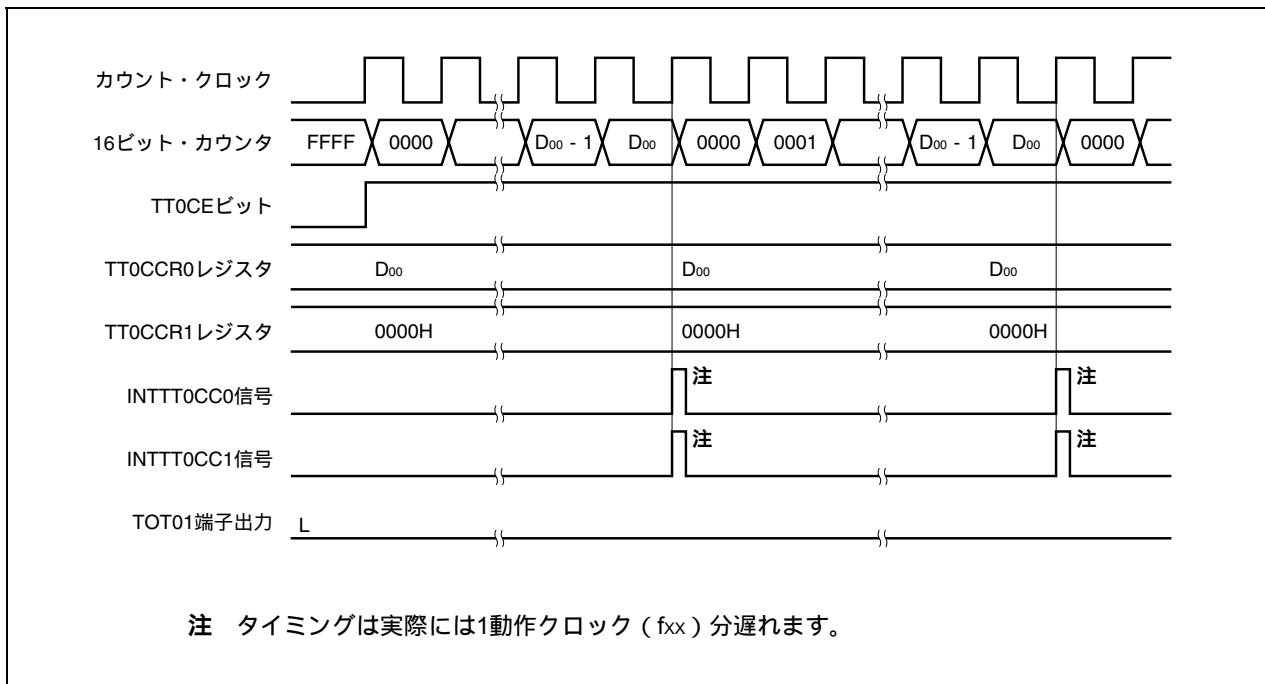 カウント・クロック
16ビット・カウンタ FFFF 0000 D00 - 1 D00 0000 0001 D00 - 1 D00 0000
TT0CEビット
TT0CCR0レジスタ D00 D00 D00
TT0CCR1レジスタ 0000H 0000H 0000H
INTTT0CC0信号 注 注
INTTT0CC1信号 注 注
TOT01端子出力 L
注 タイミングは実際には1動作クロック(fxx)分遅れます。